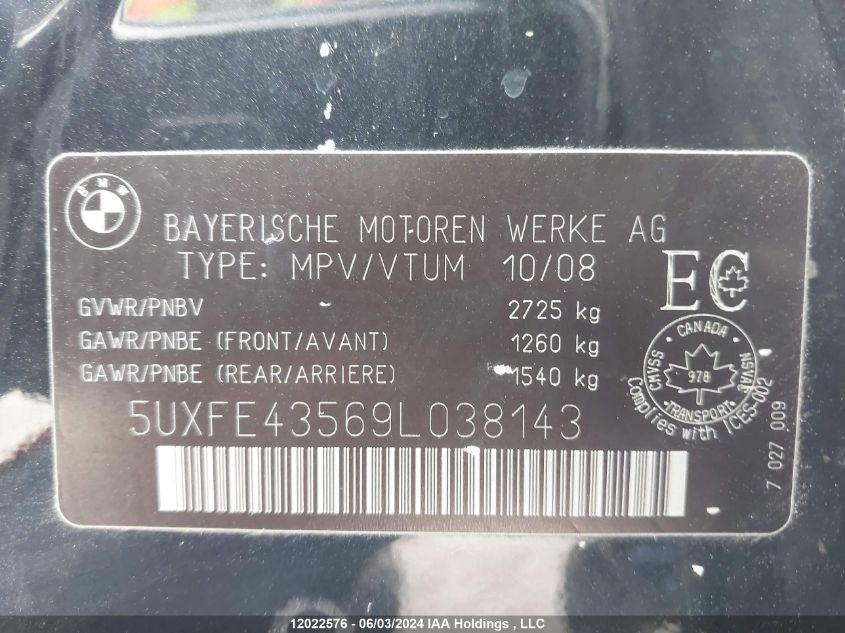 BMW
BAYERISCHE MOTOREN WERKE AG
TYPE: MPV/VTUM 10/08
GVWR/PNBV 2725 kg
GAWR/PNBE (FRONT/AVANT) 1260 kg
GAWR/PNBE (REAR/ARRIERE) 1540 kg
5UXFE43569L038143
EC
CANADA
CMVSS
978
NSVAC
TRANSPORT
Complies with ICES-002
7 027 009
12022576 - 06/03/2024 IAA Holdings , LLC